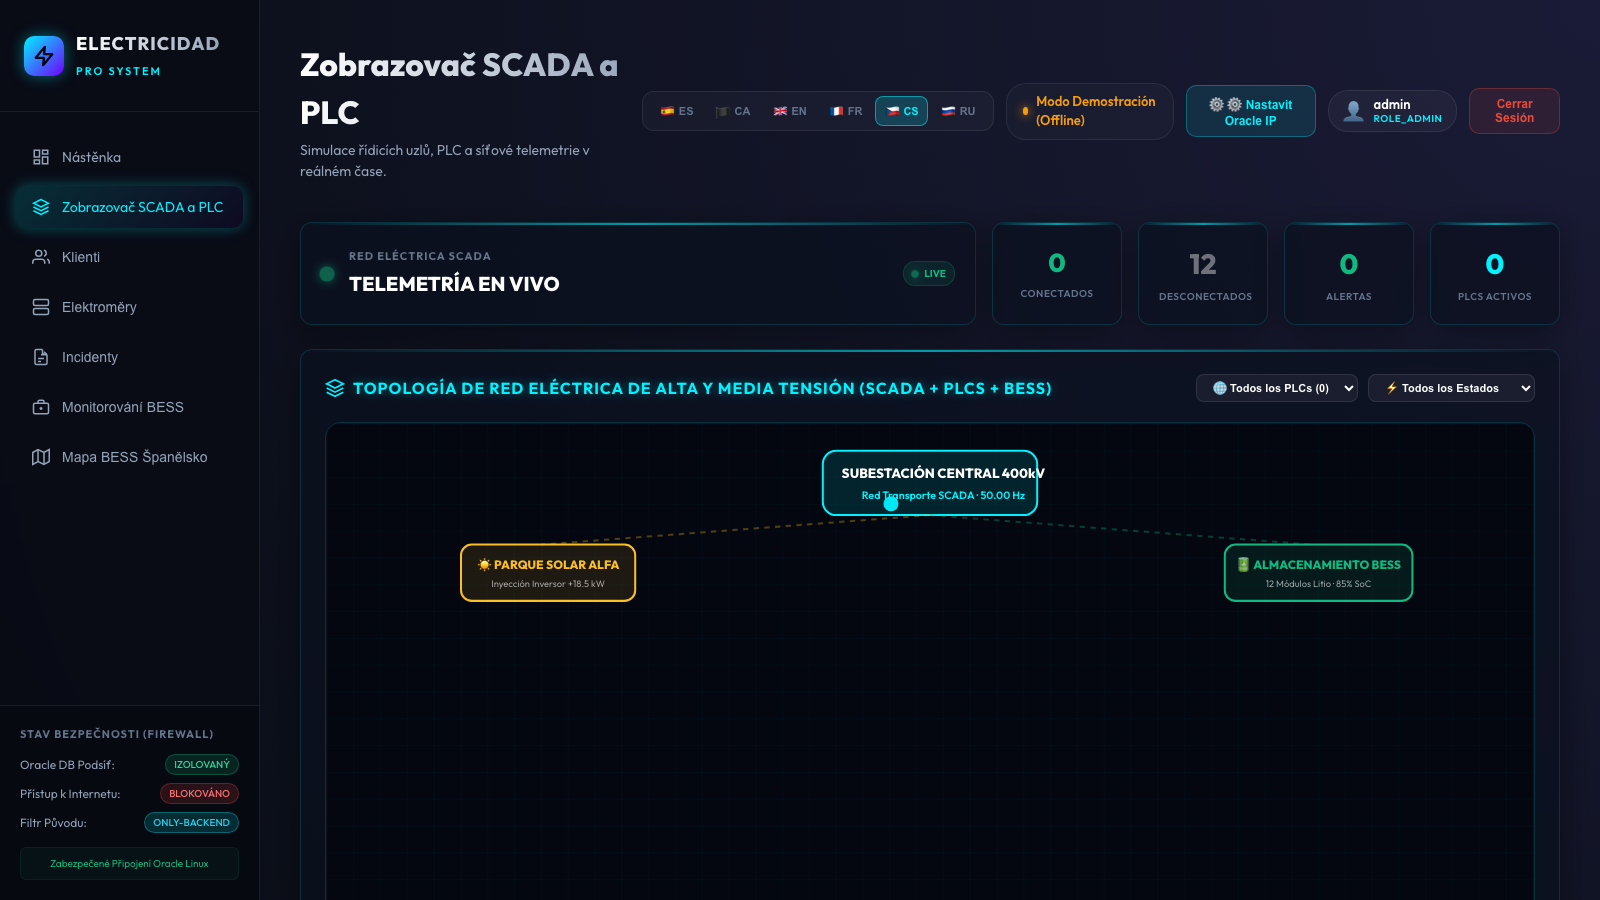 ELECTRICIDAD
PRO SYSTEM
Nástěnka
Zobrazovač SCADA a PLC
Klienti
Elektroměry
Incidenty
Monitorování BESS
Mapa BESS Španělsko
STAV BEZPEČNOSTI (FIREWALL)
Oracle DB Podsíť: IZOLOVANÝ
Přístup k Internetu: BLOKOVÁNO
Filtr Původu: ONLY-BACKEND
Zabezpečené Připojení Oracle Linux
Zobrazovač SCADA a
PLC
Simulace řídicích uzlů, PLC a síťové telemetrie v
reálném čase.
ES CA EN FR CS RU
Modo Demostración
(Offline)
Nastavit
Oracle IP
admin
ROLE_ADMIN
Cerrar
Sesión
RED ELÉCTRICA SCADA
TELEMETRÍA EN VIVO
LIVE
0
CONECTADOS
12
DESCONECTADOS
0
ALERTAS
0
PLCS ACTIVOS
TOPOLOGÍA DE RED ELÉCTRICA DE ALTA Y MEDIA TENSIÓN (SCADA + PLCS + BESS)
Todos los PLCs (0)
Todos los Estados
SUBESTACIÓN CENTRAL 400kV
Red Transporte SCADA · 50.00 Hz
PARQUE SOLAR ALFA
Inyección Inversor +18.5 kW
ALMACENAMIENTO BESS
12 Módulos Litio · 85% SoC